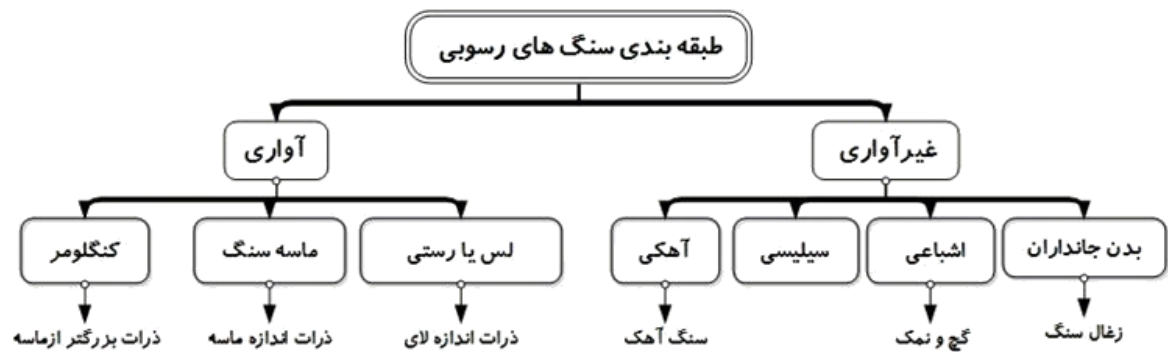 طبقه بندی سنگ های رسوبی
غیرآواری
آواری
بدن جانداران
اشباعی
سیلیسی
آهکی
لس یا رستی
ماسه سنگ
کنگلومر
زغال سنگ
گچ و نمک
سنگ آهک
ذرات اندازه لای
ذرات اندازه ماسه
ذرات بزرگتر ازماسه